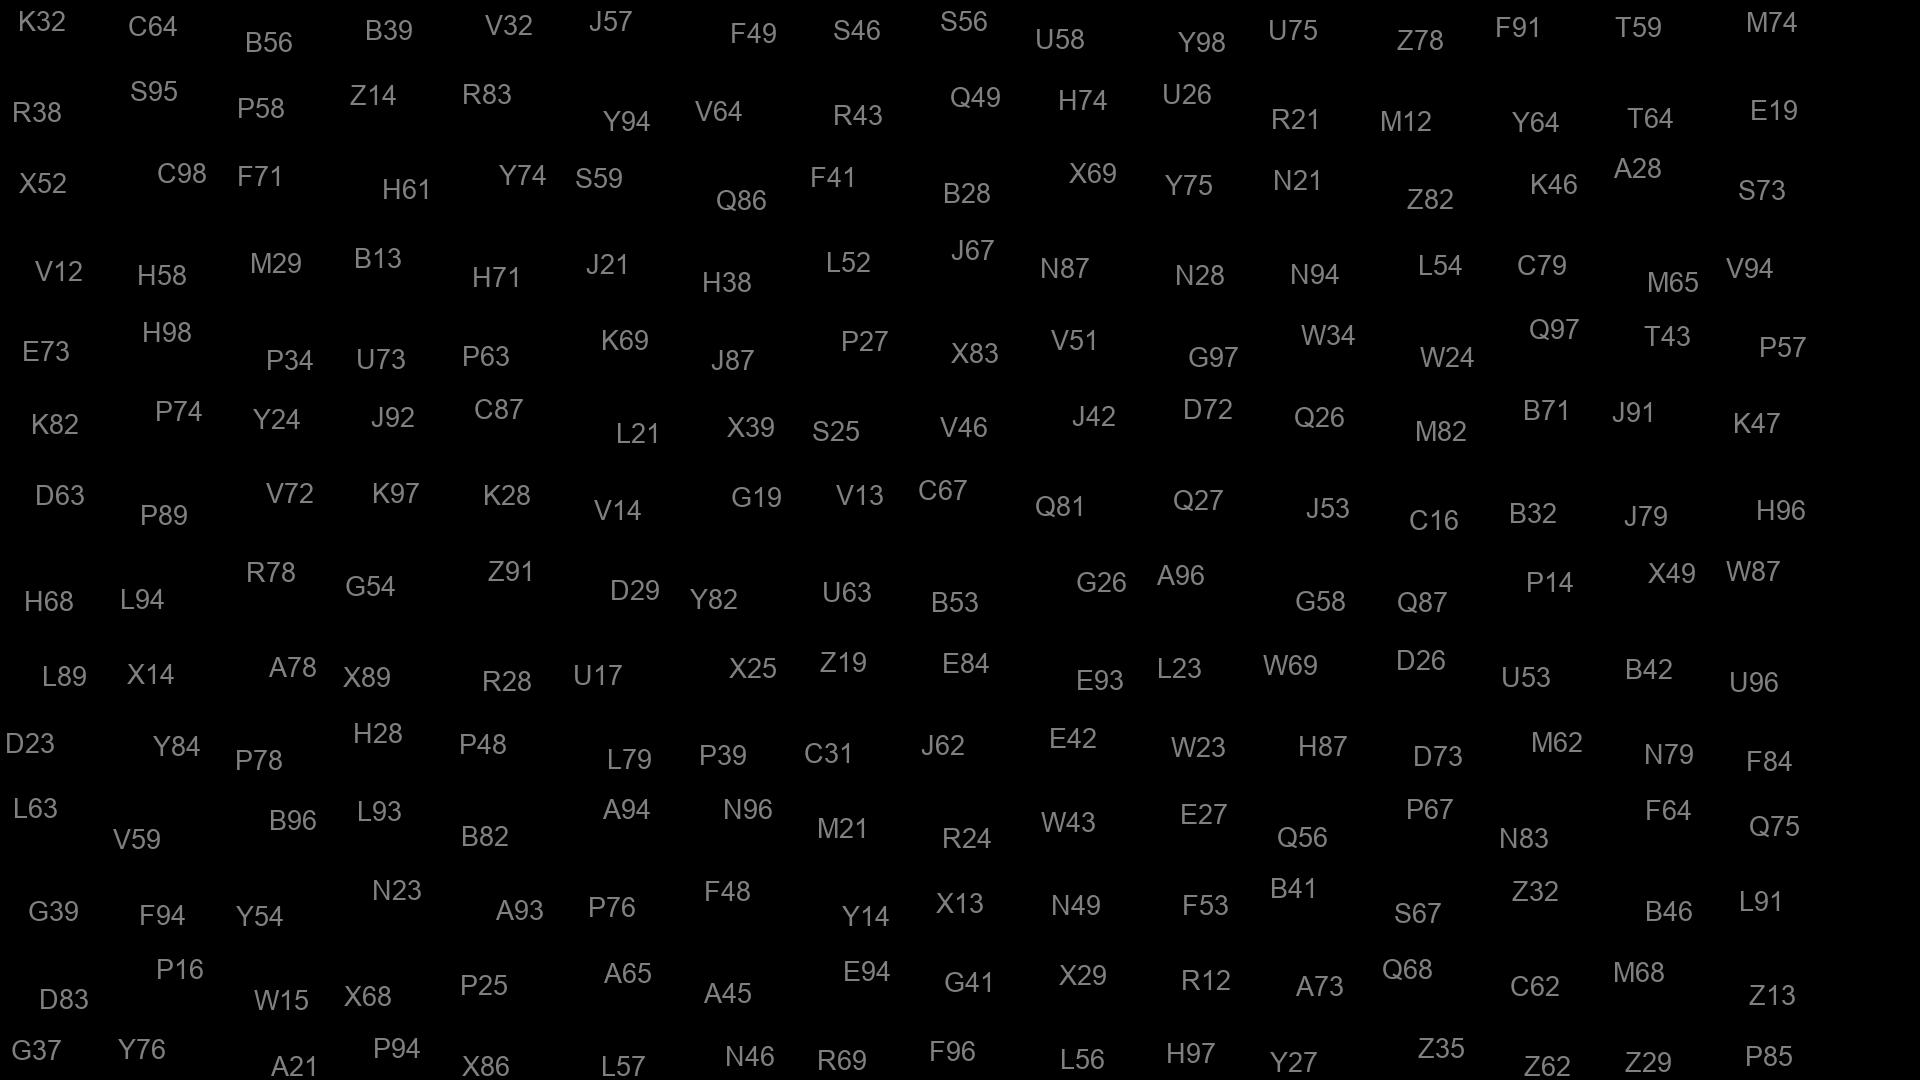 K32 C64 B56 B39 V32 J57 F49 S46 S56 U58 Y98 U75 Z78 F91 T59 M74
R38 S95 P58 Z14 R83 Y94 V64 R43 Q49 H74 U26 R21 M12 Y64 T64 E19
X52 C98 F71 H61 Y74 S59 Q86 F41 B28 X69 Y75 N21 Z82 K46 A28 S73
V12 H58 M29 B13 H71 J21 H38 L52 J67 N87 N28 N94 L54 C79 M65 V94
E73 H98 P34 U73 P63 K69 J87 P27 X83 V51 G97 W34 W24 Q97 T43 P57
K82 P74 Y24 J92 C87 L21 X39 S25 V46 J42 D72 Q26 M82 B71 J91 K47
D63 P89 V72 K97 K28 V14 G19 V13 C67 Q81 Q27 J53 C16 B32 J79 H96
H68 L94 R78 G54 Z91 D29 Y82 U63 B53 G26 A96 G58 Q87 P14 X49 W87
L89 X14 A78 X89 R28 U17 X25 Z19 E84 E93 L23 W69 D26 U53 B42 U96
D23 Y84 P78 H28 P48 L79 P39 C31 J62 E42 W23 H87 D73 M62 N79 F84
L63 V59 B96 L93 B82 A94 N96 M21 R24 W43 E27 Q56 P67 N83 F64 Q75
G39 F94 Y54 N23 A93 P76 F48 Y14 X13 N49 F53 B41 S67 Z32 B46 L91
D83 P16 W15 X68 P25 A65 A45 E94 G41 X29 R12 A73 Q68 C62 M68 Z13
G37 Y76 A21 P94 X86 L57 N46 R69 F96 L56 H97 Y27 Z35 Z62 Z29 P85